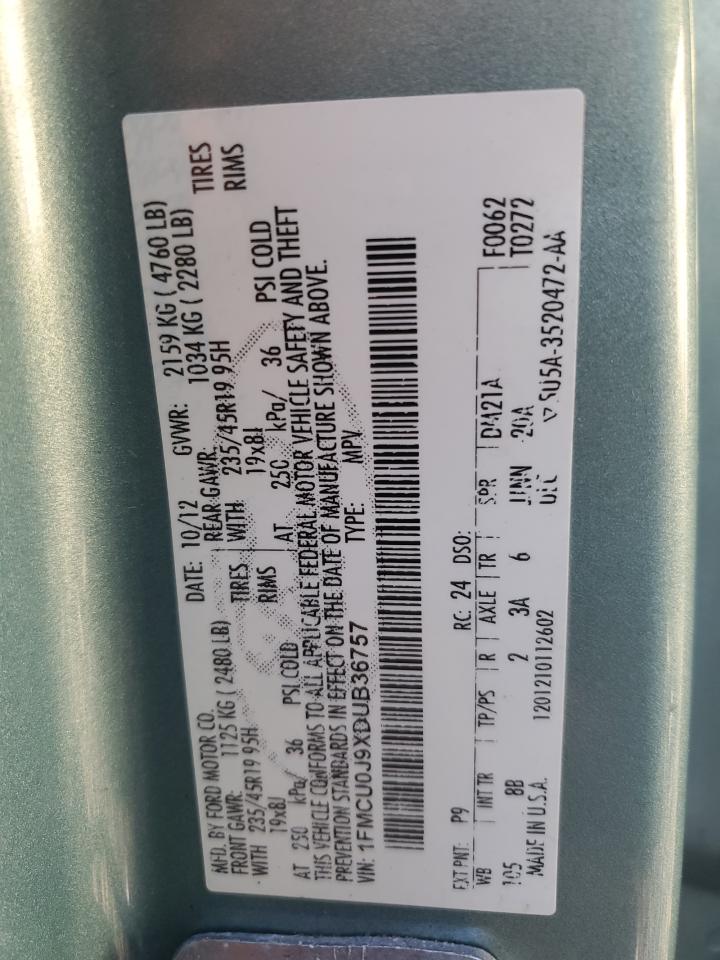 MFD. BY FORD MOTOR CO. DATE: 10/12 GVWR: 2159 KG ( 4760 LB)
FRONT GAWR: 1125 KG ( 2480 LB) REAR GAWR: 1034 KG ( 2280 LB)
WITH 235/45R19 95H TIRES WITH 235/45R19 95H TIRES
19x8J RIMS 19x8J RIMS
AT 250 kPa/ 36 PSI COLD AT 250 kPa/ 36 PSI COLD
THIS VEHICLE CONFORMS TO ALL APPLICABLE FEDERAL MOTOR VEHICLE SAFETY AND THEFT
PREVENTION STANDARDS IN EFFECT ON THE DATE OF MANUFACTURE SHOWN ABOVE.
VIN: 1FMCU0J9XDUB36757 TYPE: MPV
EXT PNT: P9 RC: 24 DSO: F0062
WB INT TR TP/PS R AXLE TR SPR T0272
105 8B 2 3A 6 20A
MADE IN U.S.A. 1201210112602 5U5A-3520472-AA